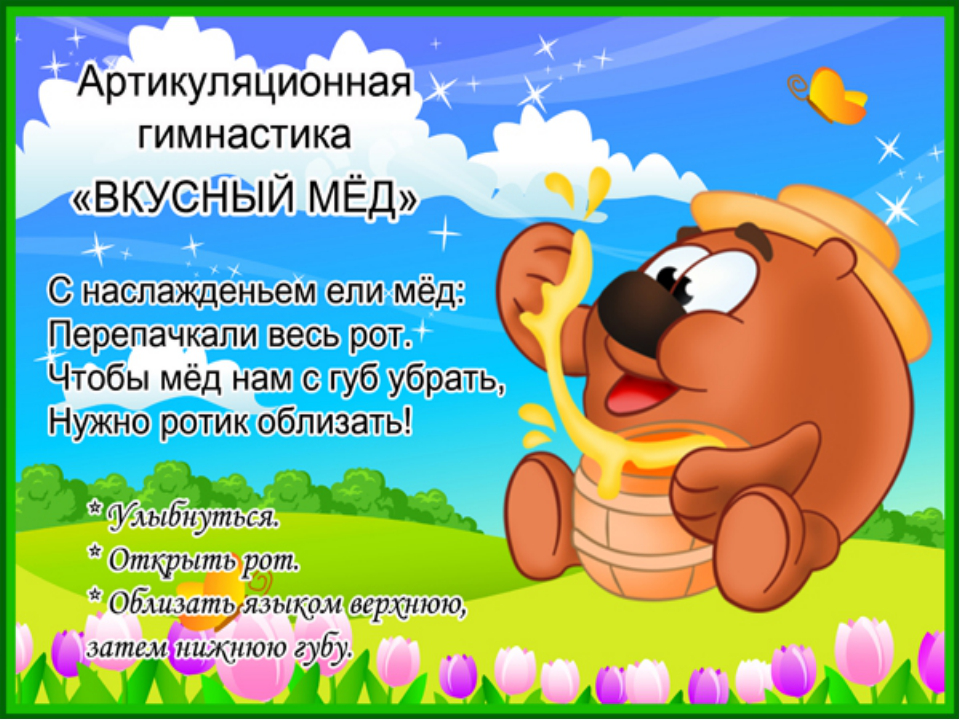 Артикуляционная
гимнастика
«ВКУСНЫЙ МЁД»
С наслажденьем ели мёд:
Перепачкали весь рот.
Чтобы мёд нам с губ убрать,
Нужно ротик облизать!
* Улыбнуться.
* Открыть рот.
* Облизать языком верхнюю,
затем нижнюю губу.